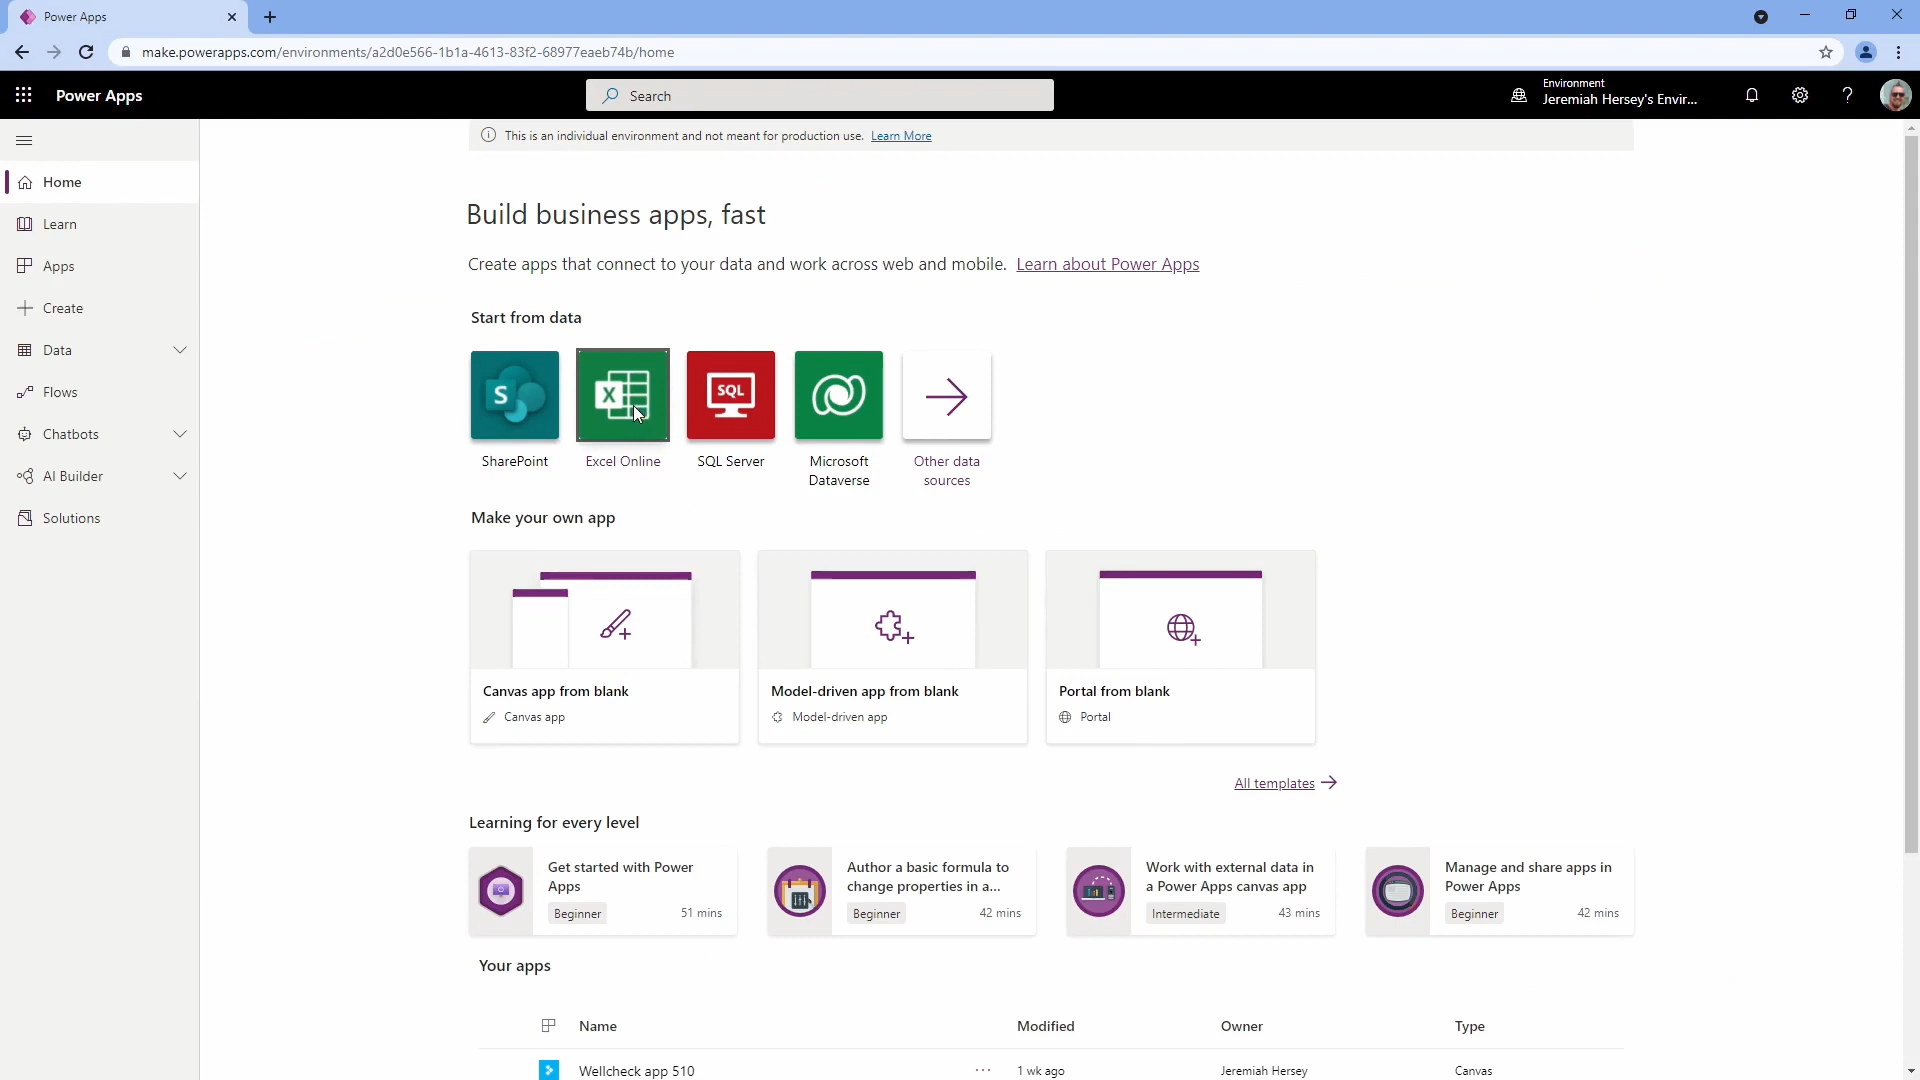 Power Apps
make.powerapps.com/environments/a2d0e566-1b1a-4613-83f2-68977eaeb74b/home
Power Apps
Search
Environment
Jeremiah Hersey's Envir...
This is an individual environment and not meant for production use. Learn More
Home
Learn
Apps
Create
Data
Flows
Chatbots
AI Builder
Solutions
Build business apps, fast
Create apps that connect to your data and work across web and mobile. Learn about Power Apps
Start from data
S
X
SQL
SharePoint
Excel Online
SQL Server
Microsoft
Dataverse
Other data
sources
Make your own app
Canvas app from blank
Canvas app
Model-driven app from blank
Model-driven app
Portal from blank
Portal
All templates
Learning for every level
Get started with Power
Apps
Beginner 51 mins
Author a basic formula to
change properties in a...
Beginner 42 mins
Work with external data in
a Power Apps canvas app
Intermediate 43 mins
Manage and share apps in
Power Apps
Beginner 42 mins
Your apps
Name Modified Owner Type
Wellcheck app 510 ... 1 wk ago Jeremiah Hersey Canvas